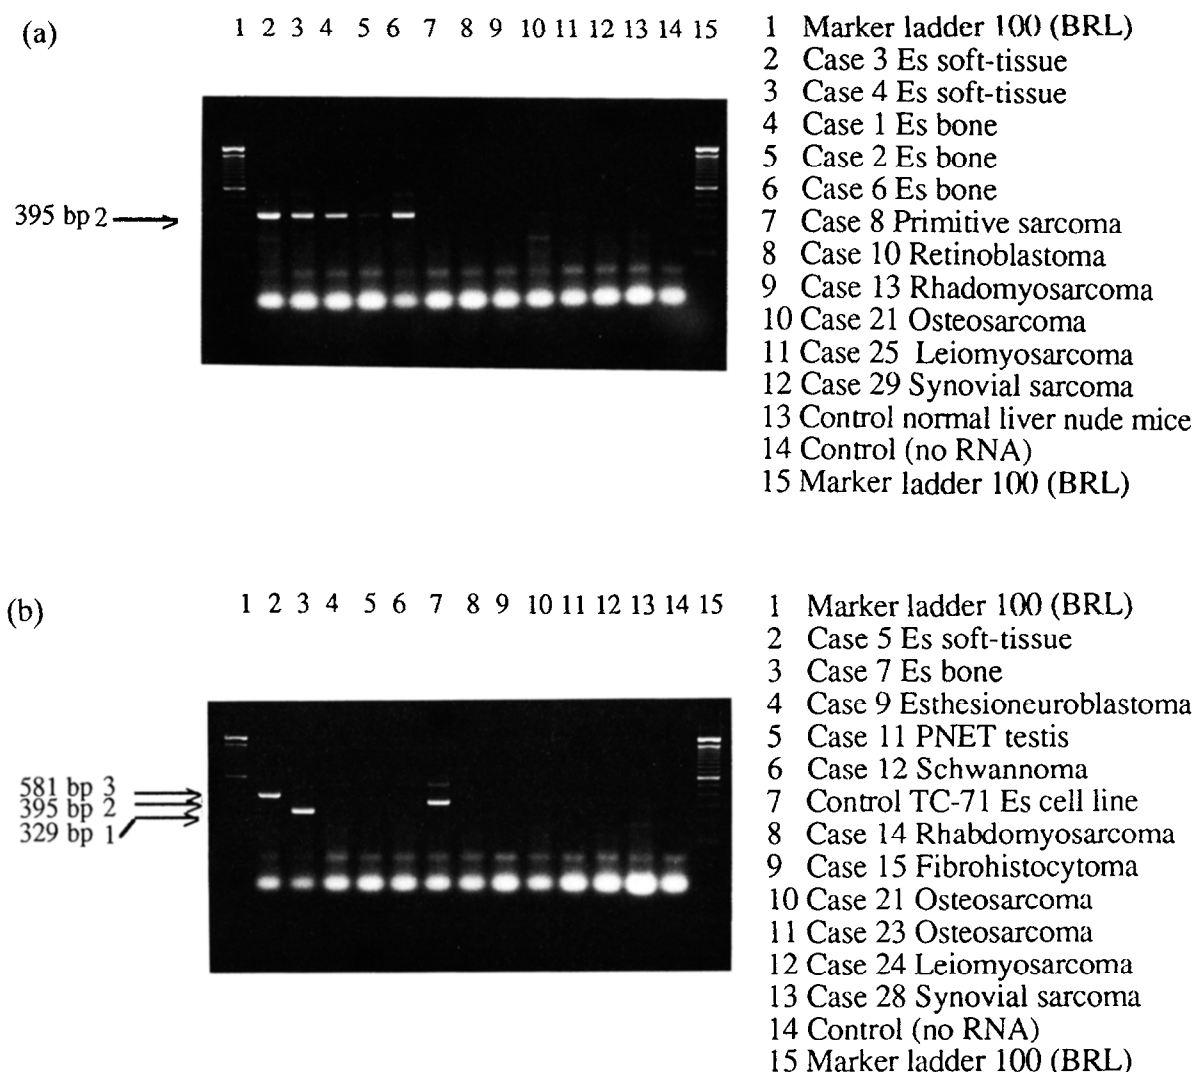 (a)
1 2 3 4 5 6 7 8 9 10 11 12 13 14 15
395 bp 2
1 Marker ladder 100 (BRL)
2 Case 3 Es soft-tissue
3 Case 4 Es soft-tissue
4 Case 1 Es bone
5 Case 2 Es bone
6 Case 6 Es bone
7 Case 8 Primitive sarcoma
8 Case 10 Retinoblastoma
9 Case 13 Rhadomyosarcoma
10 Case 21 Osteosarcoma
11 Case 25 Leiomyosarcoma
12 Case 29 Synovial sarcoma
13 Control normal liver nude mice
14 Control (no RNA)
15 Marker ladder 100 (BRL)
(b)
1 2 3 4 5 6 7 8 9 10 11 12 13 14 15
581 bp 3
395 bp 2
329 bp 1
1 Marker ladder 100 (BRL)
2 Case 5 Es soft-tissue
3 Case 7 Es bone
4 Case 9 Esthesioneuroblastoma
5 Case 11 PNET testis
6 Case 12 Schwannoma
7 Control TC-71 Es cell line
8 Case 14 Rhabdomyosarcoma
9 Case 15 Fibrohistocytoma
10 Case 21 Osteosarcoma
11 Case 23 Osteosarcoma
12 Case 24 Leiomyosarcoma
13 Case 28 Synovial sarcoma
14 Control (no RNA)
15 Marker ladder 100 (BRL)